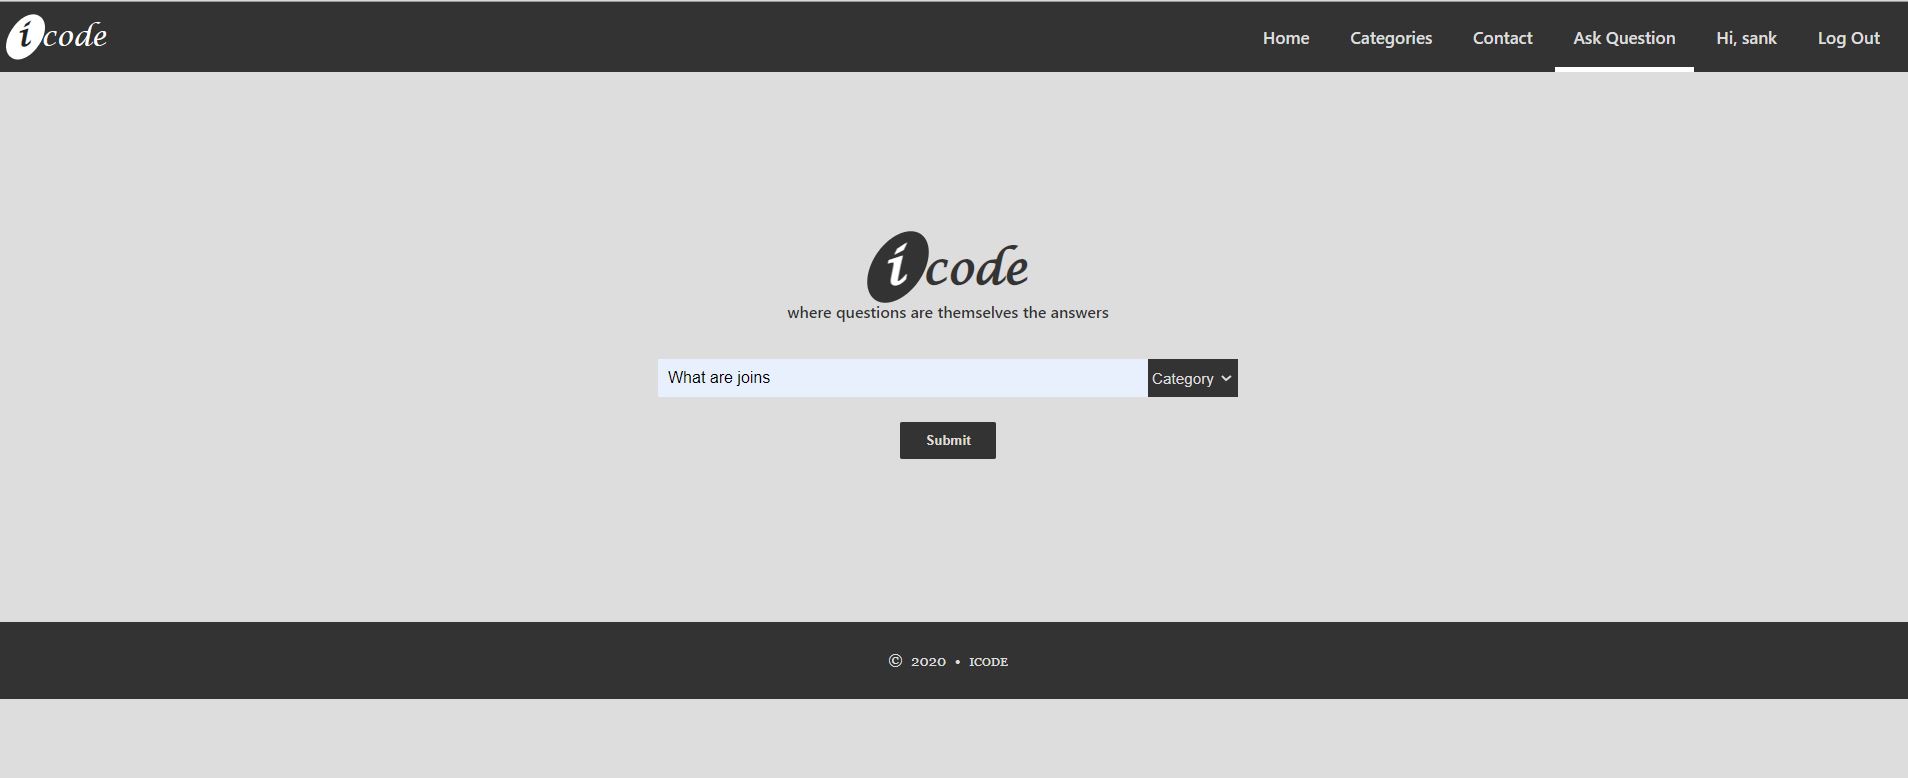 icode Home Categories Contact Ask Question Hi, sank Log Out
icode
where questions are themselves the answers
What are joins Category
Submit
© 2020 • ICODE